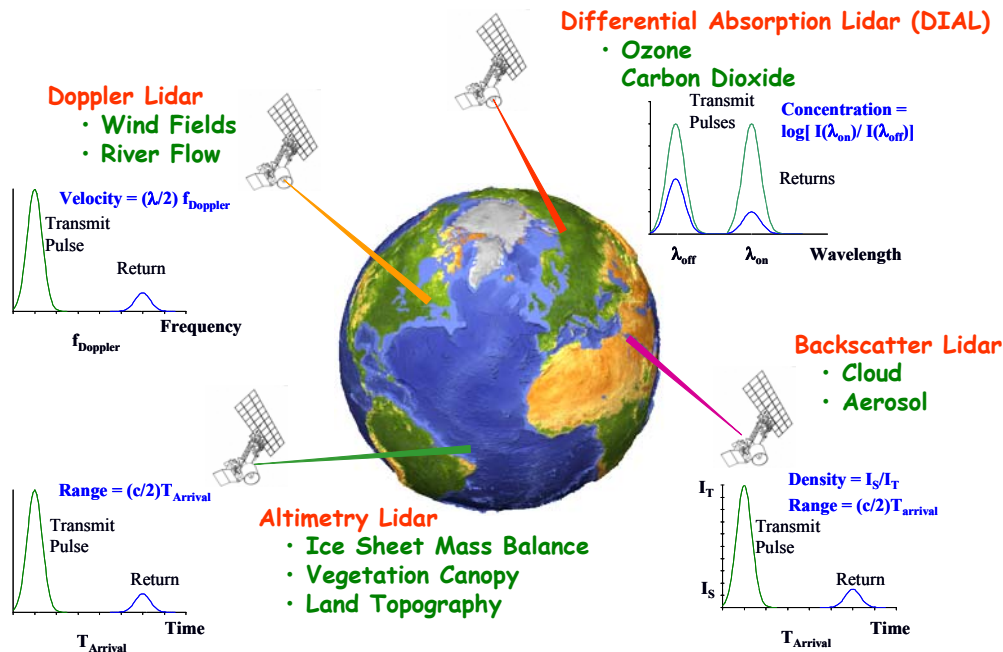 Differential Absorption Lidar (DIAL)
• Ozone
Carbon Dioxide
Transmit
Pulses
Concentration =
log[ I(λon)/ I(λoff)]
Returns
λoff
λon
Wavelength
Doppler Lidar
• Wind Fields
• River Flow
Velocity = (λ/2) fDoppler
Transmit
Pulse
Return
Frequency
fDoppler
Backscatter Lidar
• Cloud
• Aerosol
Density = IS/IT
Range = (c/2)Tarrival
IT
Transmit
Pulse
IS
Return
Time
TArrival
Range = (c/2)TArrival
Transmit
Pulse
Return
Time
TArrival
Altimetry Lidar
• Ice Sheet Mass Balance
• Vegetation Canopy
• Land Topography